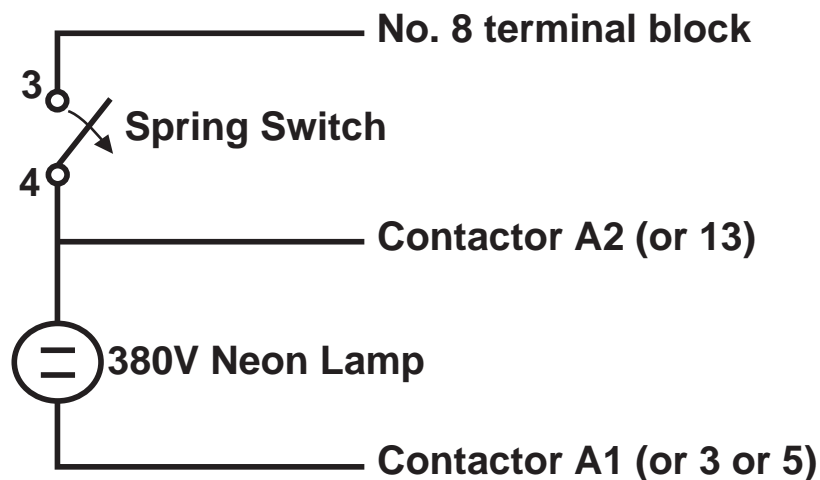 No. 8 terminal block
3
Spring Switch
4
Contactor A2 (or 13)
380V Neon Lamp
Contactor A1 (or 3 or 5)